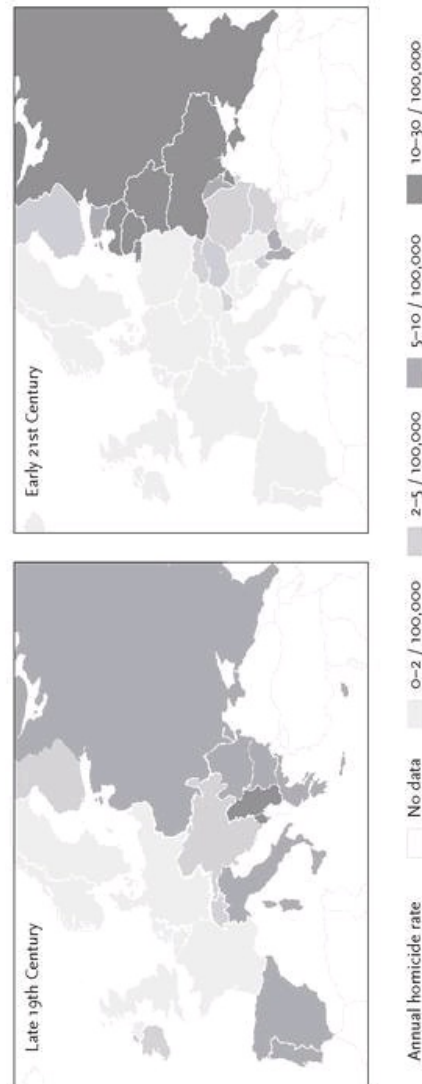 Late 19th Century
Early 21st Century
Annual homicide rate
No data
0–2 / 100,000
2–5 / 100,000
5–10 / 100,000
10–30 / 100,000